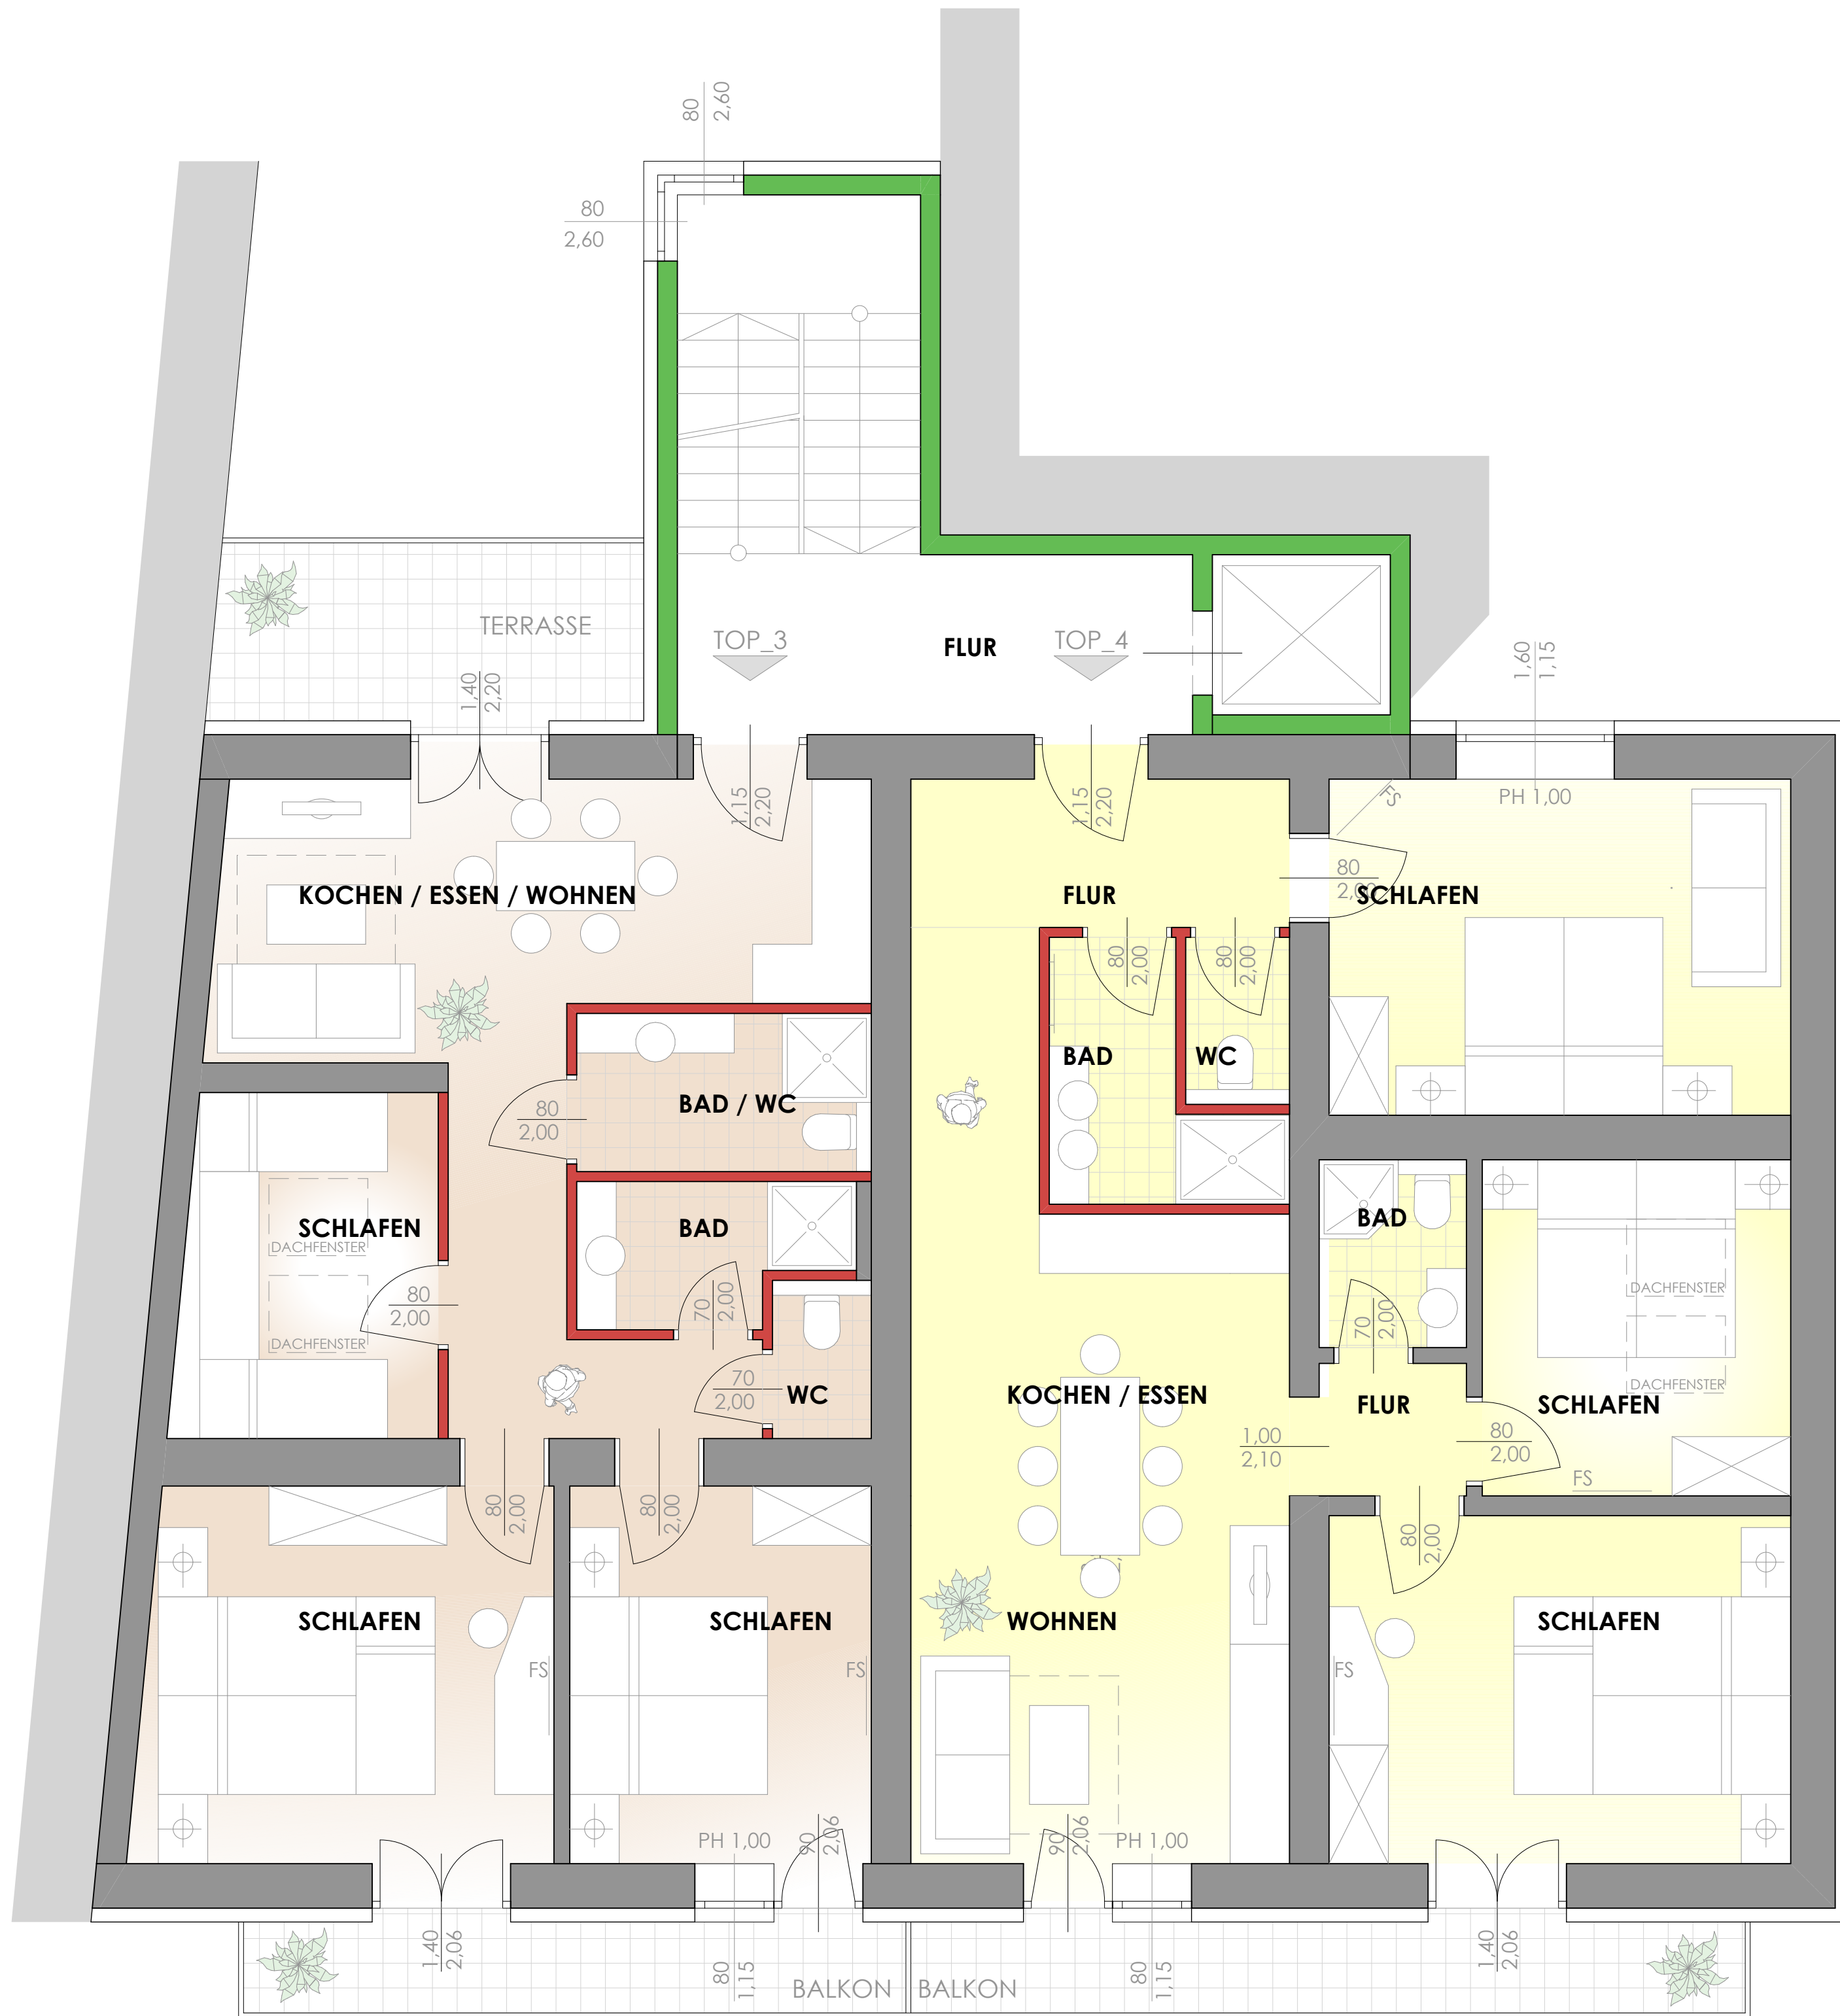 80
2,60
80
2,60
TERRASSE
TOP_3
FLUR
TOP_4
1,40
2,20
1,60
1,15
1,15
2,20
1,15
2,20
FS
PH 1,00
KOCHEN / ESSEN / WOHNEN
FLUR
80
SCHLAFEN
80
2,00
80
2,00
BAD
WC
80
2,00
BAD / WC
SCHLAFEN
DACHFENSTER
DACHFENSTER
BAD
BAD
DACHFENSTER
DACHFENSTER
80
2,00
70
2,00
70
2,00
70
2,00
WC
KOCHEN / ESSEN
FLUR
SCHLAFEN
1,00
2,10
80
2,00
FS
80
2,00
80
2,00
80
2,00
SCHLAFEN
SCHLAFEN
WOHNEN
SCHLAFEN
FS
FS
FS
PH 1,00
90
2,06
90
2,06
PH 1,00
1,40
2,06
80
1,15
BALKON
BALKON
80
1,15
1,40
2,06